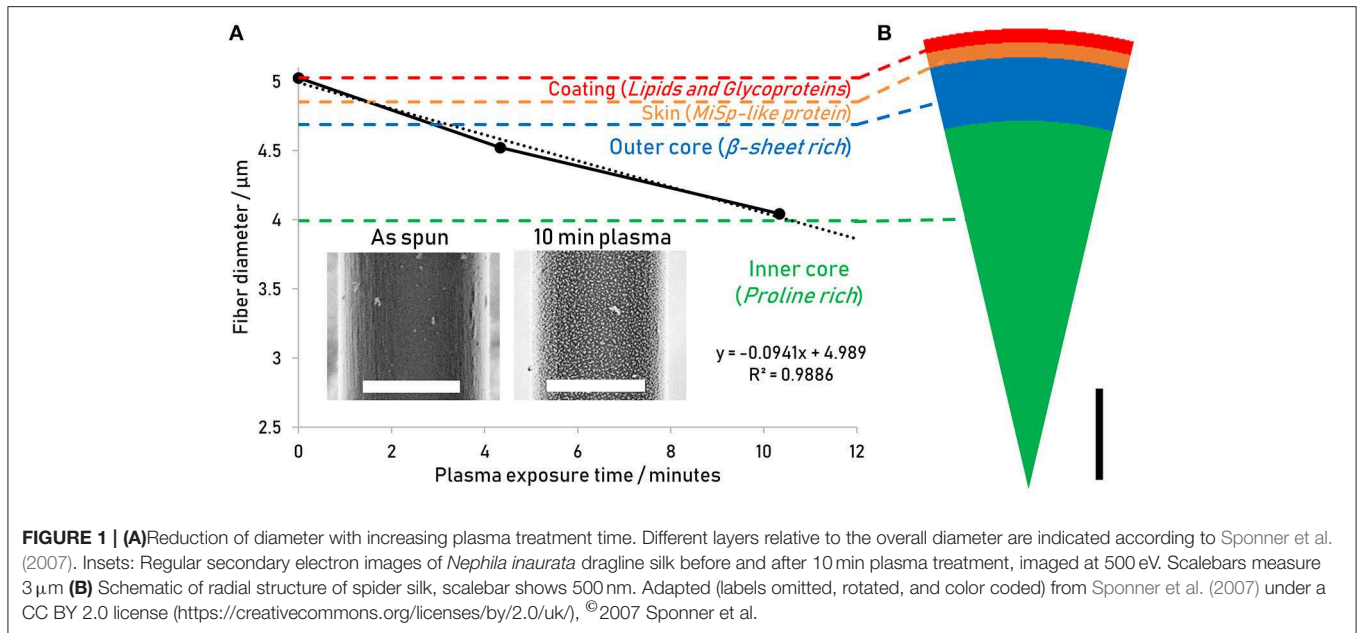 A
B
5
4.5
4
3.5
3
2.5
0
2
4
6
8
10
12
Fiber diameter / μm
Plasma exposure time / minutes
Coating (Lipids and Glycoproteins)
Skin (MiSp-like protein)
Outer core (β-sheet rich)
As spun
10 min plasma
Inner core
(Proline rich)
y = -0.0941x + 4.989
R² = 0.9886
FIGURE 1 | (A)Reduction of diameter with increasing plasma treatment time. Different layers relative to the overall diameter are indicated according to Sponner et al.
(2007). Insets: Regular secondary electron images of Nephila inaurata dragline silk before and after 10 min plasma treatment, imaged at 500 eV. Scalebars measure
3 μm (B) Schematic of radial structure of spider silk, scalebar shows 500 nm. Adapted (labels omitted, rotated, and color coded) from Sponner et al. (2007) under a
CC BY 2.0 license (https://creativecommons.org/licenses/by/2.0/uk/), ©2007 Sponner et al.